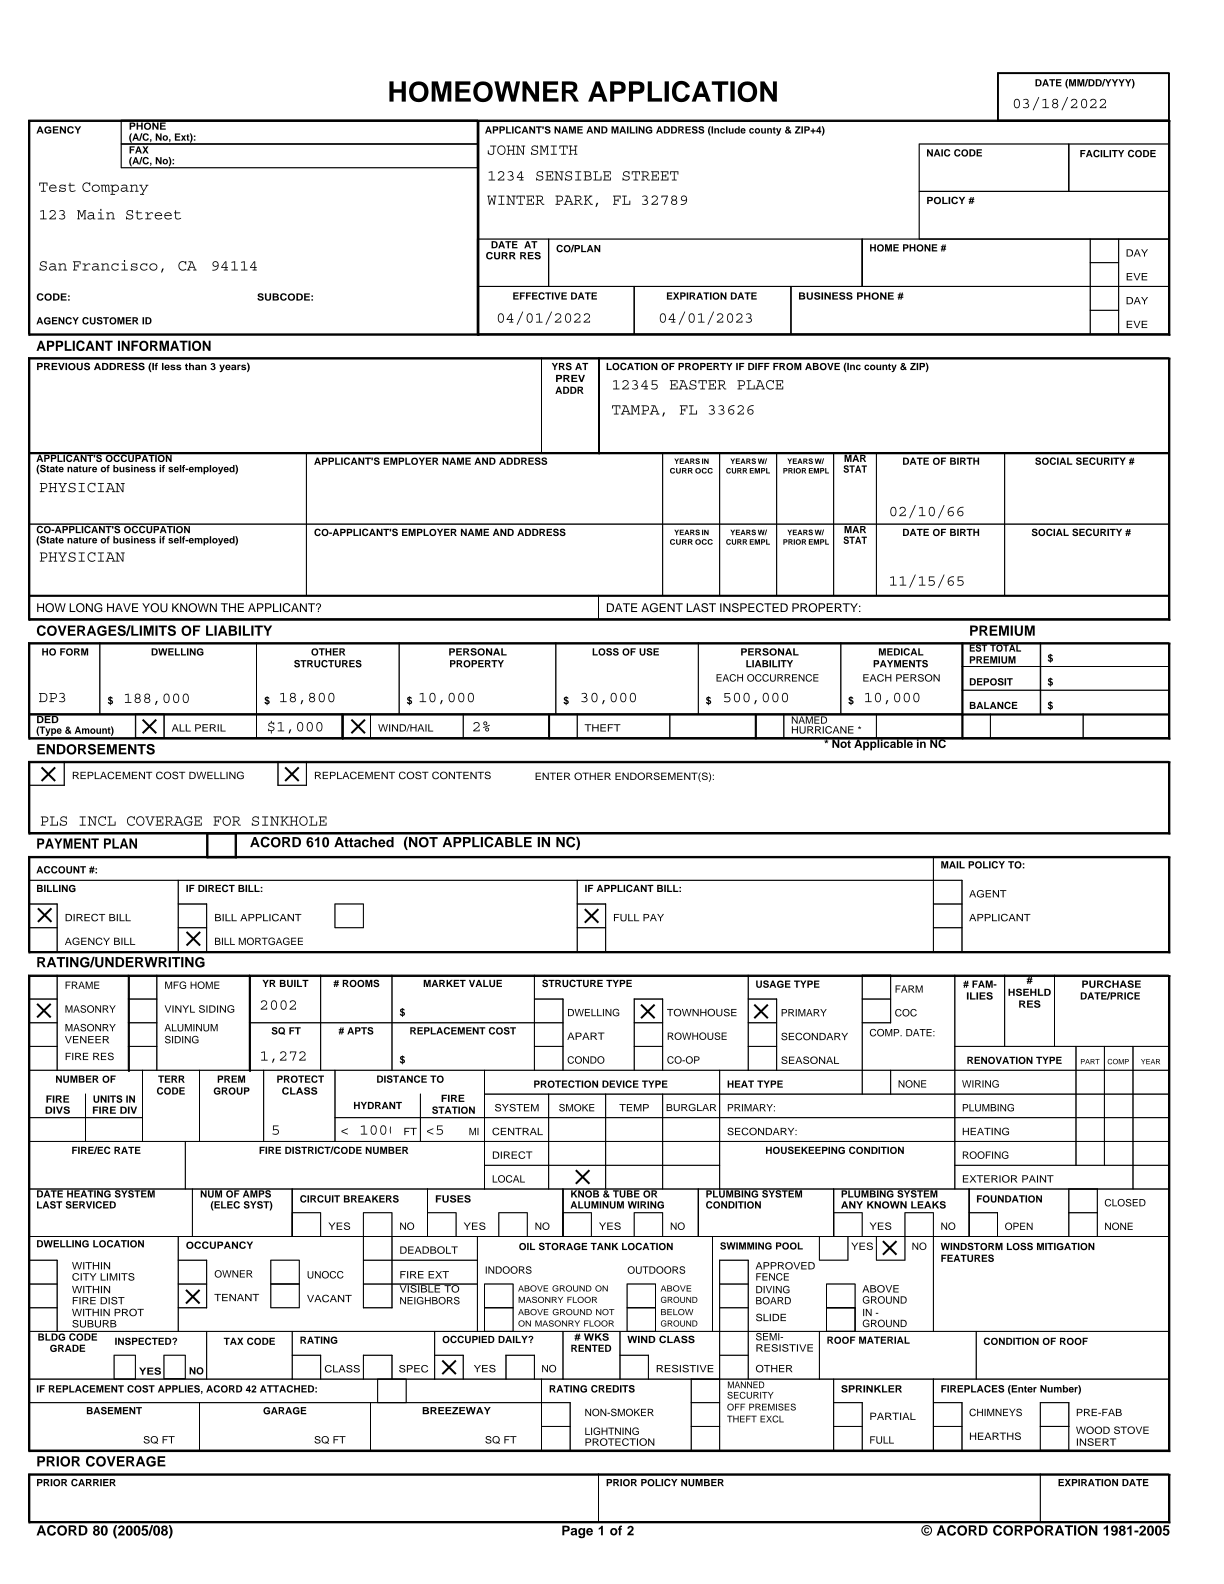 HOMEOWNER APPLICATION
DATE (MM/DD/YYYY)
03/18/2022
AGENCY
PHONE
(A/C, No, Ext):
FAX
(A/C, No):
Test Company
123 Main Street
San Francisco, CA 94114
CODE: SUBCODE:
AGENCY CUSTOMER ID
APPLICANT'S NAME AND MAILING ADDRESS (Include county & ZIP+4)
JOHN SMITH
1234 SENSIBLE STREET
WINTER PARK, FL 32789
NAIC CODE FACILITY CODE
POLICY #
DATE AT
CURR RES
CO/PLAN
HOME PHONE #
DAY
EVE
EFFECTIVE DATE
04/01/2022
EXPIRATION DATE
04/01/2023
BUSINESS PHONE #
DAY
EVE
APPLICANT INFORMATION
PREVIOUS ADDRESS (If less than 3 years)
YRS AT
PREV
ADDR
LOCATION OF PROPERTY IF DIFF FROM ABOVE (Inc county & ZIP)
12345 EASTER PLACE
TAMPA, FL 33626
APPLICANT'S OCCUPATION
(State nature of business if self-employed)
PHYSICIAN
APPLICANT'S EMPLOYER NAME AND ADDRESS
YEARS IN
CURR OCC
YEARS W/
CURR EMPL
YEARS W/
PRIOR EMPL
MAR
STAT
DATE OF BIRTH
02/10/66
SOCIAL SECURITY #
CO-APPLICANT'S OCCUPATION
(State nature of business if self-employed)
PHYSICIAN
CO-APPLICANT'S EMPLOYER NAME AND ADDRESS
YEARS IN
CURR OCC
YEARS W/
CURR EMPL
YEARS W/
PRIOR EMPL
MAR
STAT
DATE OF BIRTH
11/15/65
SOCIAL SECURITY #
HOW LONG HAVE YOU KNOWN THE APPLICANT?
DATE AGENT LAST INSPECTED PROPERTY:
COVERAGES/LIMITS OF LIABILITY
PREMIUM
HO FORM
DP3
DWELLING
$ 188,000
OTHER
STRUCTURES
$ 18,800
PERSONAL
PROPERTY
$ 10,000
LOSS OF USE
$ 30,000
PERSONAL
LIABILITY
EACH OCCURRENCE
$ 500,000
MEDICAL
PAYMENTS
EACH PERSON
$ 10,000
EST TOTAL
PREMIUM $
DEPOSIT $
BALANCE $
DED
(Type & Amount)
X ALL PERIL $1,000
X WIND/HAIL 2%
THEFT
NAMED
HURRICANE *
* Not Applicable in NC
ENDORSEMENTS
X REPLACEMENT COST DWELLING
X REPLACEMENT COST CONTENTS
ENTER OTHER ENDORSEMENT(S):
PLS INCL COVERAGE FOR SINKHOLE
PAYMENT PLAN
ACORD 610 Attached (NOT APPLICABLE IN NC)
ACCOUNT #:
MAIL POLICY TO:
AGENT
APPLICANT
BILLING
X DIRECT BILL
AGENCY BILL
IF DIRECT BILL:
BILL APPLICANT
X BILL MORTGAGEE
IF APPLICANT BILL:
X FULL PAY
RATING/UNDERWRITING
FRAME
X MASONRY
MASONRY
VENEER
FIRE RES
MFG HOME
VINYL SIDING
ALUMINUM
SIDING
YR BUILT
2002
SQ FT
1,272
# ROOMS
# APTS
MARKET VALUE
$
REPLACEMENT COST
$
STRUCTURE TYPE
DWELLING
APART
CONDO
X TOWNHOUSE
ROWHOUSE
CO-OP
USAGE TYPE
X PRIMARY
SECONDARY
SEASONAL
FARM
COC
COMP. DATE:
# FAM-
ILIES
#
HSEHLD
RES
PURCHASE
DATE/PRICE
RENOVATION TYPE PART COMP YEAR
WIRING
PLUMBING
HEATING
ROOFING
EXTERIOR PAINT
NUMBER OF
FIRE
DIVS
UNITS IN
FIRE DIV
TERR
CODE
PREM
GROUP
PROTECT
CLASS
5
DISTANCE TO
HYDRANT
< 100 FT
FIRE
STATION
<5 MI
PROTECTION DEVICE TYPE
SYSTEM SMOKE TEMP BURGLAR
CENTRAL
DIRECT
LOCAL X
HEAT TYPE NONE
PRIMARY:
SECONDARY:
HOUSEKEEPING CONDITION
FIRE/EC RATE
FIRE DISTRICT/CODE NUMBER
DATE HEATING SYSTEM
LAST SERVICED
NUM OF AMPS
(ELEC SYST)
CIRCUIT BREAKERS
YES NO
FUSES
YES NO
KNOB & TUBE OR
ALUMINUM WIRING
YES NO
PLUMBING SYSTEM
CONDITION
PLUMBING SYSTEM
ANY KNOWN LEAKS
YES NO
FOUNDATION
OPEN
CLOSED
NONE
DWELLING LOCATION
WITHIN
CITY LIMITS
WITHIN
FIRE DIST
WITHIN PROT
SUBURB
OCCUPANCY
OWNER
X TENANT
UNOCC
VACANT
DEADBOLT
FIRE EXT
VISIBLE TO
NEIGHBORS
OIL STORAGE TANK LOCATION
INDOORS OUTDOORS
ABOVE GROUND ON
MASONRY FLOOR
ABOVE GROUND NOT
ON MASONRY FLOOR
ABOVE
GROUND
BELOW
GROUND
SWIMMING POOL YES X NO
APPROVED
FENCE
DIVING
BOARD
SLIDE
ABOVE
GROUND
IN -
GROUND
WINDSTORM LOSS MITIGATION
FEATURES
BLDG CODE
GRADE
INSPECTED?
YES NO
TAX CODE
RATING
CLASS SPEC
OCCUPIED DAILY?
X YES NO
# WKS
RENTED
WIND CLASS
RESISTIVE
SEMI-
RESISTIVE
OTHER
ROOF MATERIAL
CONDITION OF ROOF
IF REPLACEMENT COST APPLIES, ACORD 42 ATTACHED:
BASEMENT
SQ FT
GARAGE
SQ FT
BREEZEWAY
SQ FT
RATING CREDITS
NON-SMOKER
LIGHTNING
PROTECTION
MANNED
SECURITY
OFF PREMISES
THEFT EXCL
SPRINKLER
PARTIAL
FULL
FIREPLACES (Enter Number)
CHIMNEYS
HEARTHS
PRE-FAB
WOOD STOVE
INSERT
PRIOR COVERAGE
PRIOR CARRIER
PRIOR POLICY NUMBER
EXPIRATION DATE
ACORD 80 (2005/08)
Page 1 of 2
© ACORD CORPORATION 1981-2005